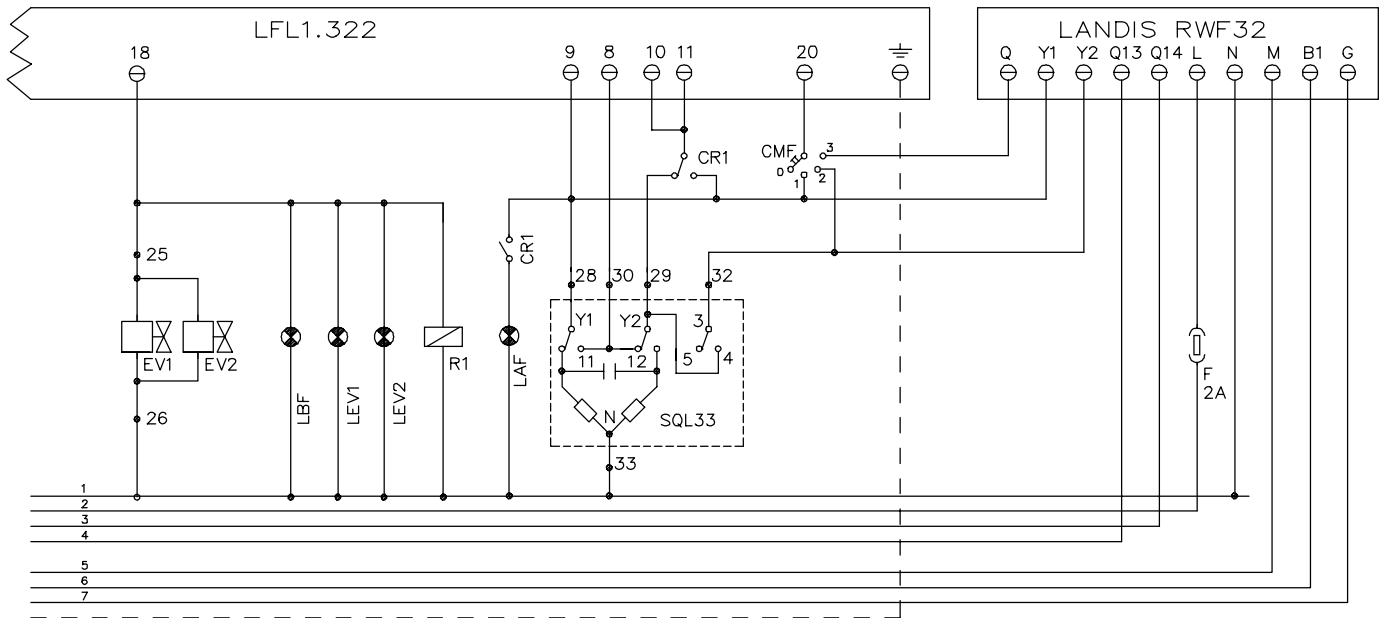 LFL1.322
LANDIS RWF32
18 9 8 10 11 20 Q Y1 Y2 Q13 Q14 L N M B1 G
CR1 CMF 3
0 1 2
25 CR1
28 30 29 32
Y1 Y2 3
EV1 EV2 R1 11 12 5 4
LBF LEV1 LEV2 LAF F
2A
26 N SQL33
33
1
2
3
4
5
6
7